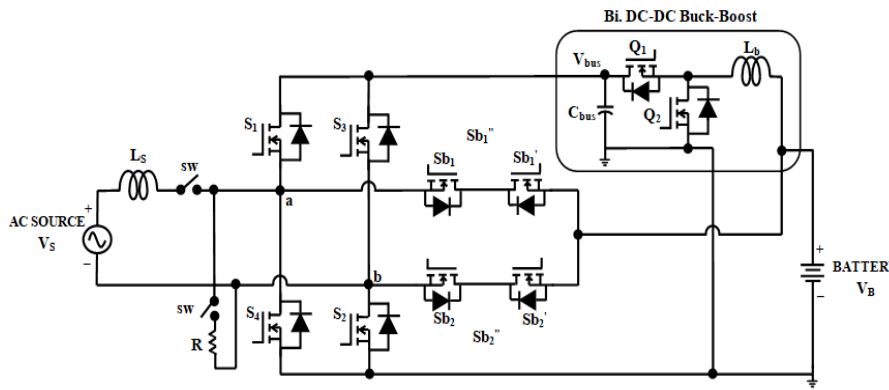 Bi. DC-DC Buck-Boost
Q1
Lb
Vbus
Cbus
Q2
S1
S3
Sb1"
LS
sw
Sb1
Sb1'
a
+
AC SOURCE
VS
−
b
+
BATTER
VB
−
sw
R
S4
S2
Sb2
Sb2'
Sb2"